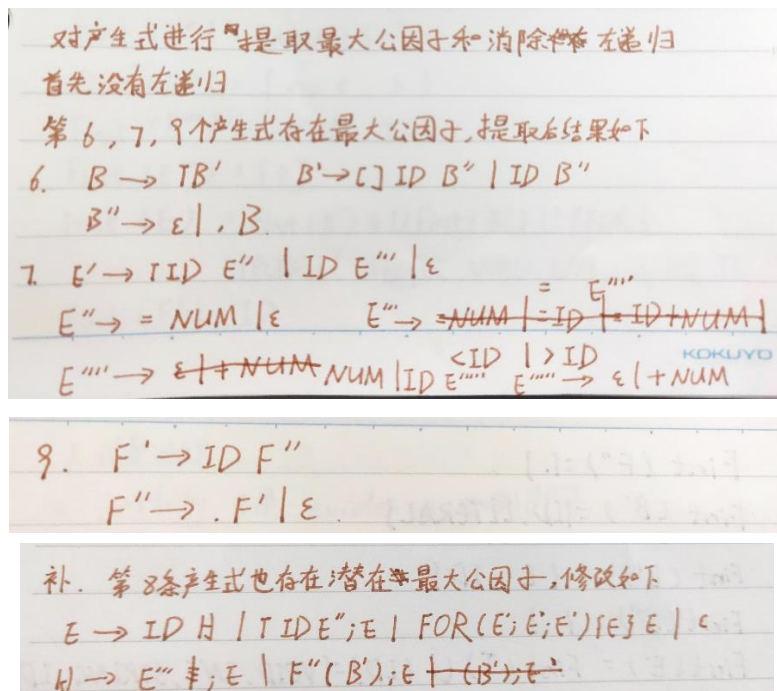 对产生式进行提取最大公因子和消除左递归
首先没有左递归
第6,7,9个产生式存在最大公因子,提取后结果如下
6. B → TB' B' → [] ID B'' | ID B''
B'' → ε | , B
7. E' → TID E'' | ID E''' | ε
E'' → = NUM | ε E''' → = E'''' | <ID | >ID
KOKUYO
E'''' → NUM | ID E''''' E''''' → ε | + NUM
9. F' → ID F''
F'' → . F' | ε
补. 第8条产生式也存在潜在最大公因子,修改如下
E → ID H | T ID E''; E | FOR(E'; E'; E'){E} E | ε
H → E'''; E | F''(B'); E